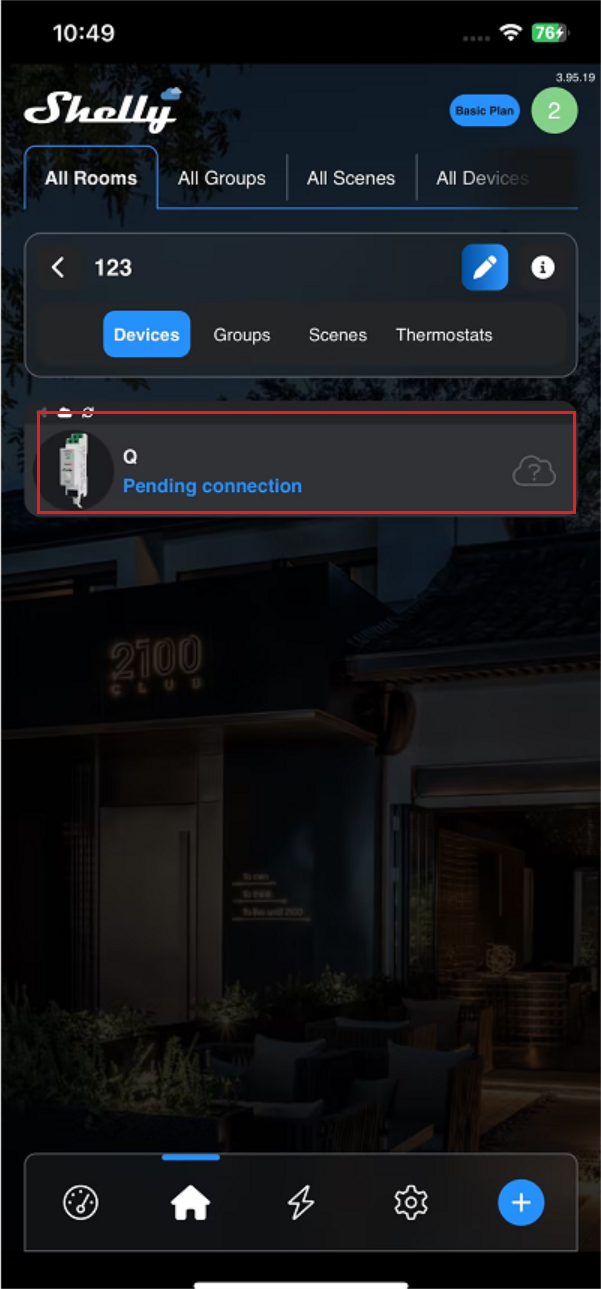 10:49
76
3.95.19
Shelly
Basic Plan
2
All Rooms
All Groups
All Scenes
All Devices
123
Devices
Groups
Scenes
Thermostats
Q
Pending connection
?
2100
CLUB